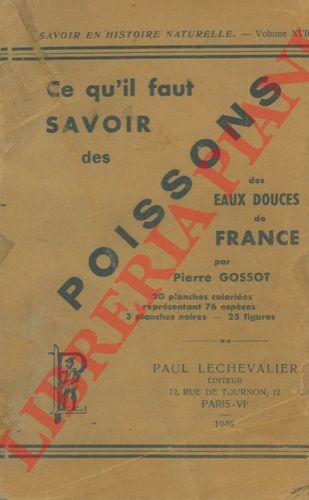 SAVOIR EN HISTOIRE NATURELLE. — Volume XVII
Ce qu'il faut
SAVOIR
des
POISSONS
des
EAUX DOUCES
de
FRANCE
par
Pierre GOSSOT
20 planches coloriées
représentant 76 espèces
3 planches noires — 25 figures
PAUL LECHEVALIER
ÉDITEUR
12, RUE DE TOURNON, 12
PARIS-VIe
1946
LIBRERIA PIANI